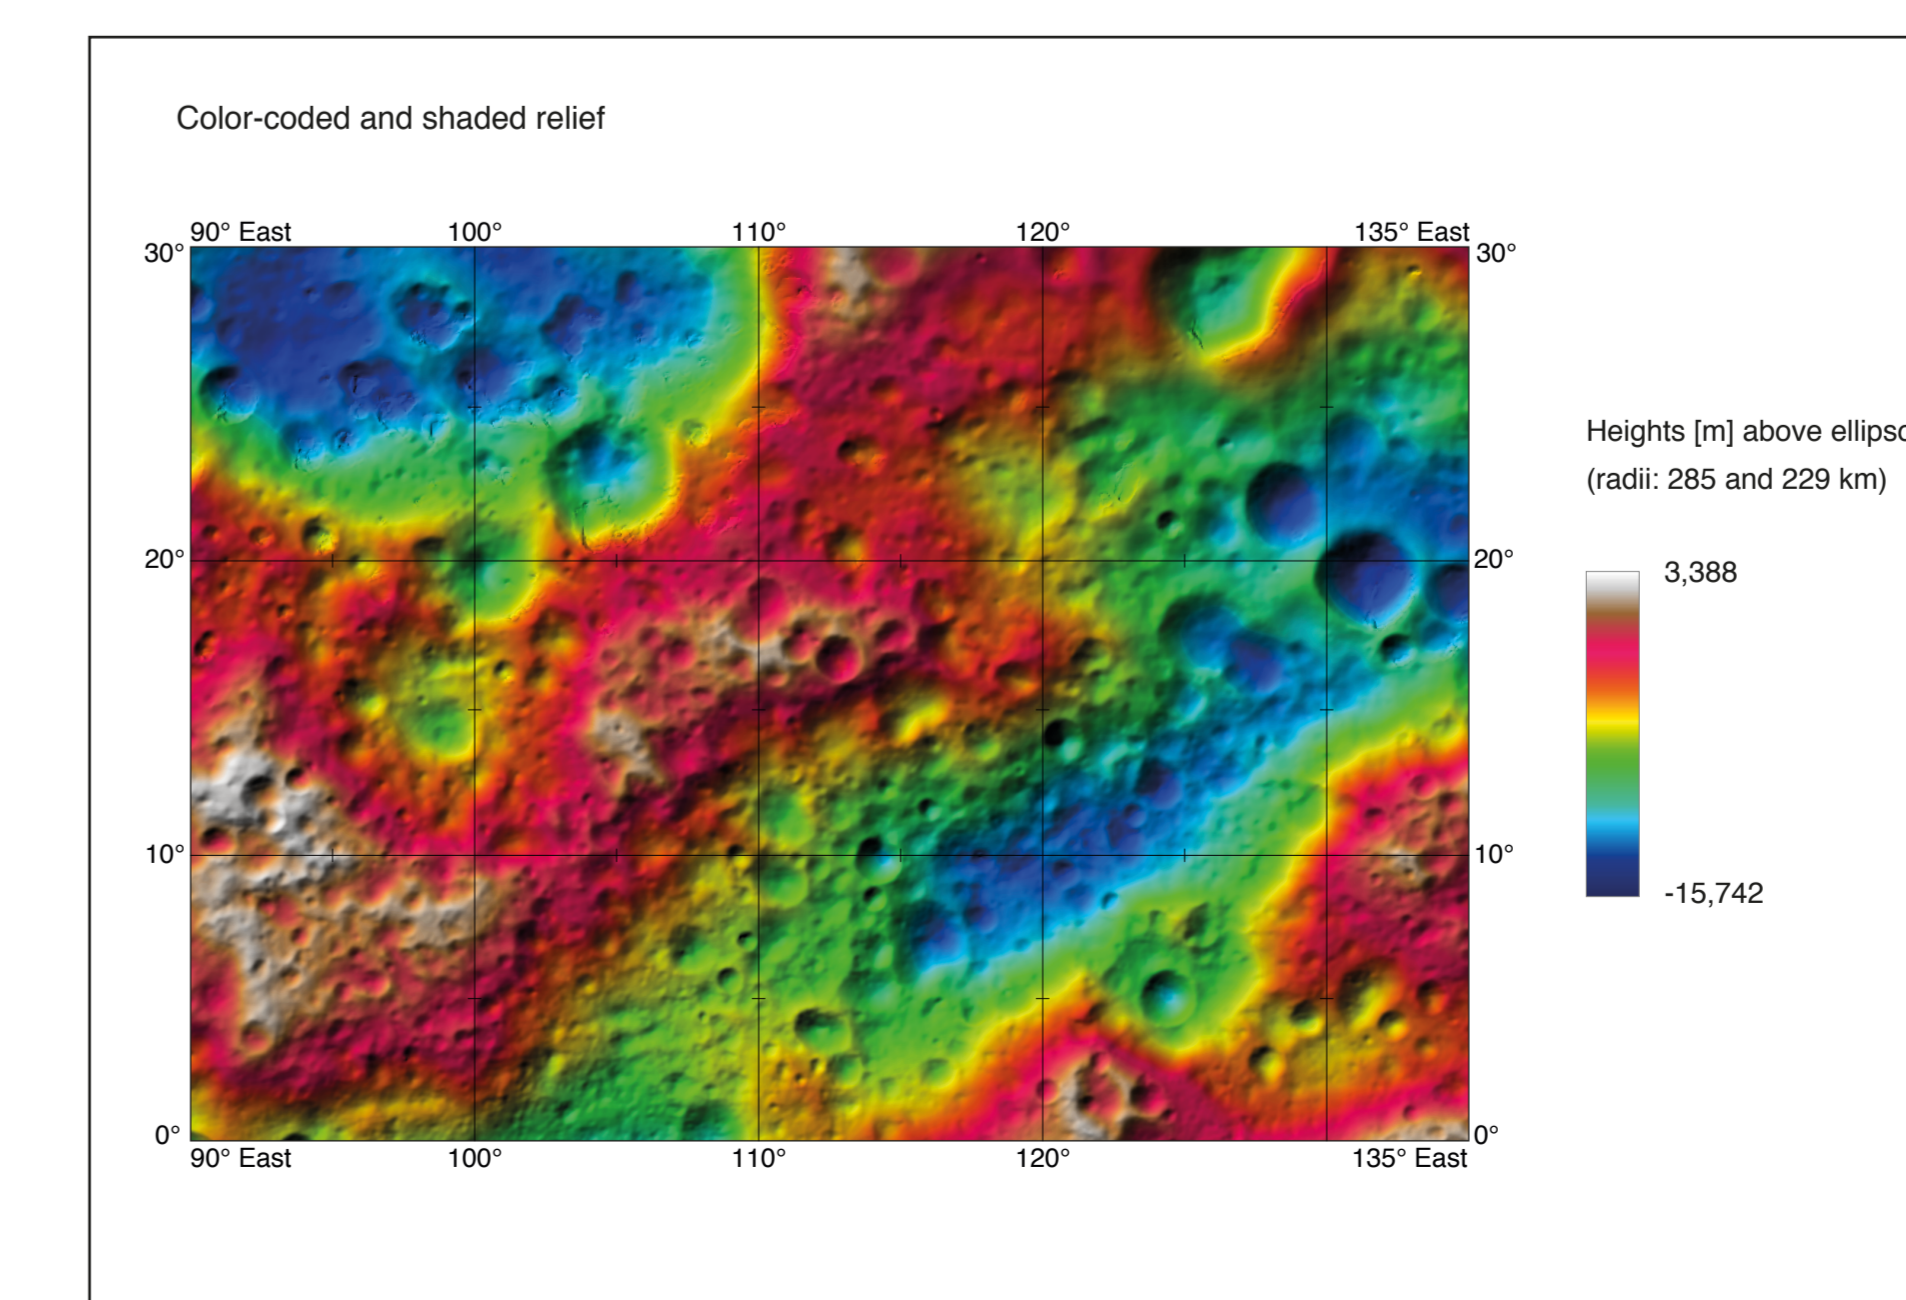 Color-coded and shaded relief
90° East 100° 110° 120° 135° East
30° 30°
Heights [m] above
(radii: 285 and 229 km)
20° 20°
3,388
10° 10°
-15,742
0° 0°
90° East 100° 110° 120° 135° East